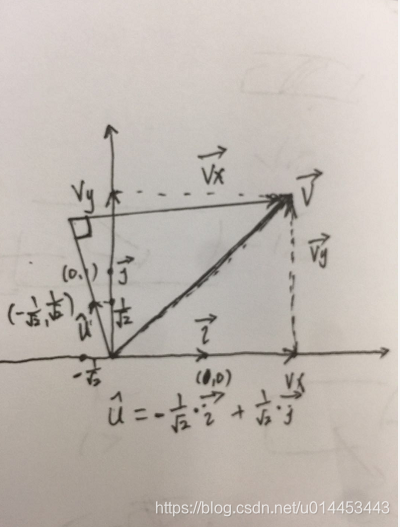 Vx
Vy
V
(0,1)
j
Vy
(-1/√2, 1/√2)
û
1/√2
i
-1/√2
(0,0)
Vx
û = -1/√2 · i + 1/√2 · j
https://blog.csdn.net/u014453443